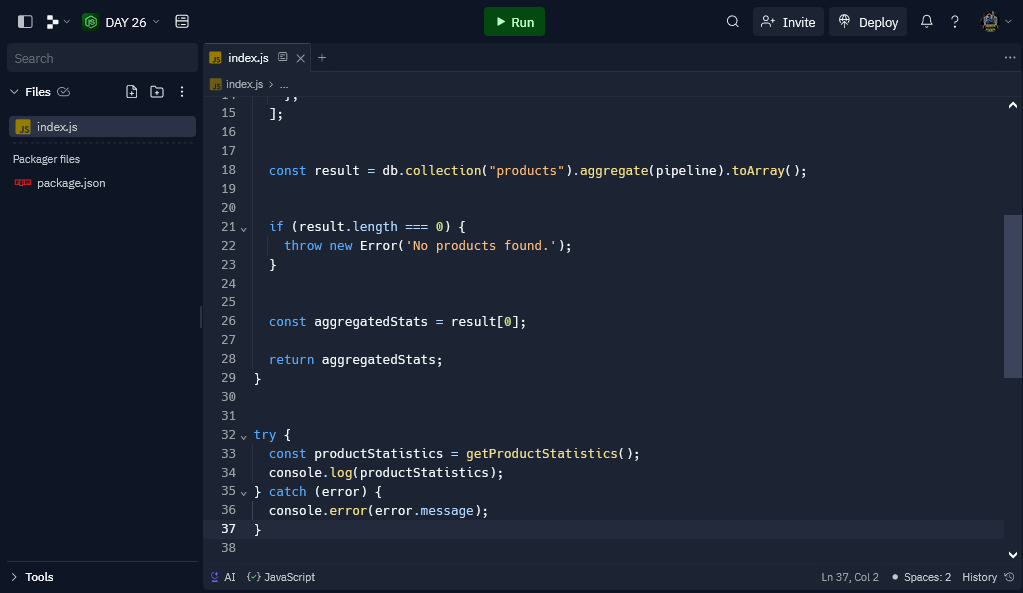 DAY 26
Run
Invite
Deploy
?
Search
index.js
index.js > ...
Files
index.js
Packager files
package.json
14 };
15 ];
16
17
18 const result = db.collection("products").aggregate(pipeline).toArray();
19
20
21 if (result.length === 0) {
22 throw new Error('No products found.');
23 }
24
25
26 const aggregatedStats = result[0];
27
28 return aggregatedStats;
29 }
30
31
32 try {
33 const productStatistics = getProductStatistics();
34 console.log(productStatistics);
35 } catch (error) {
36 console.error(error.message);
37 }
38
Tools
AI {} JavaScript
Ln 37, Col 2 Spaces: 2 History